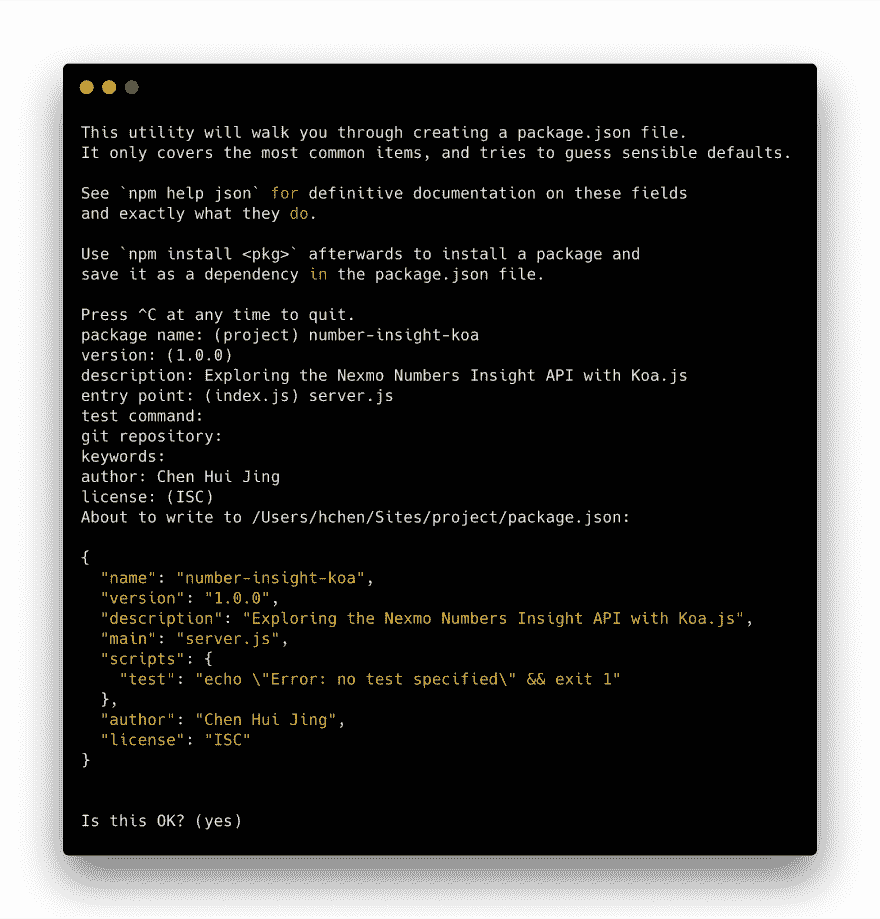 This utility will walk you through creating a package.json file.
It only covers the most common items, and tries to guess sensible defaults.
See `npm help json` for definitive documentation on these fields
and exactly what they do.
Use `npm install <pkg>` afterwards to install a package and
save it as a dependency in the package.json file.
Press ^C at any time to quit.
package name: (project) number-insight-koa
version: (1.0.0)
description: Exploring the Nexmo Numbers Insight API with Koa.js
entry point: (index.js) server.js
test command:
git repository:
keywords:
author: Chen Hui Jing
license: (ISC)
About to write to /Users/hchen/Sites/project/package.json:
{
  "name": "number-insight-koa",
  "version": "1.0.0",
  "description": "Exploring the Nexmo Numbers Insight API with Koa.js",
  "main": "server.js",
  "scripts": {
    "test": "echo \"Error: no test specified\" && exit 1"
  },
  "author": "Chen Hui Jing",
  "license": "ISC"
}
Is this OK? (yes)